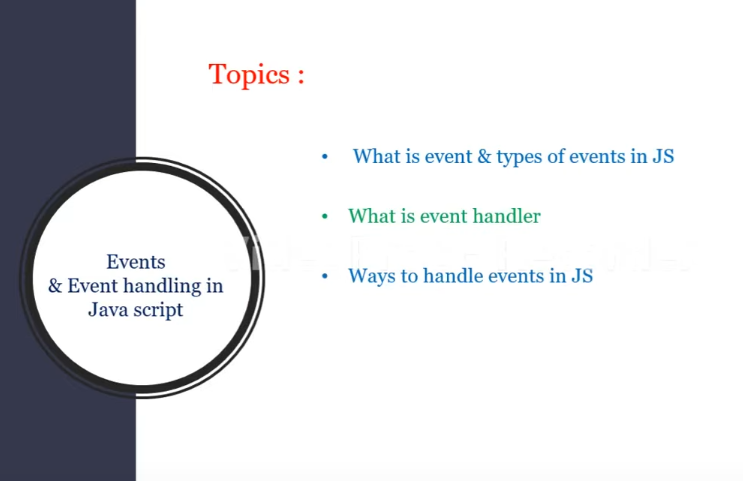 Topics :
• What is event & types of events in JS
• What is event handler
• Ways to handle events in JS
Events
& Event handling in
Java script